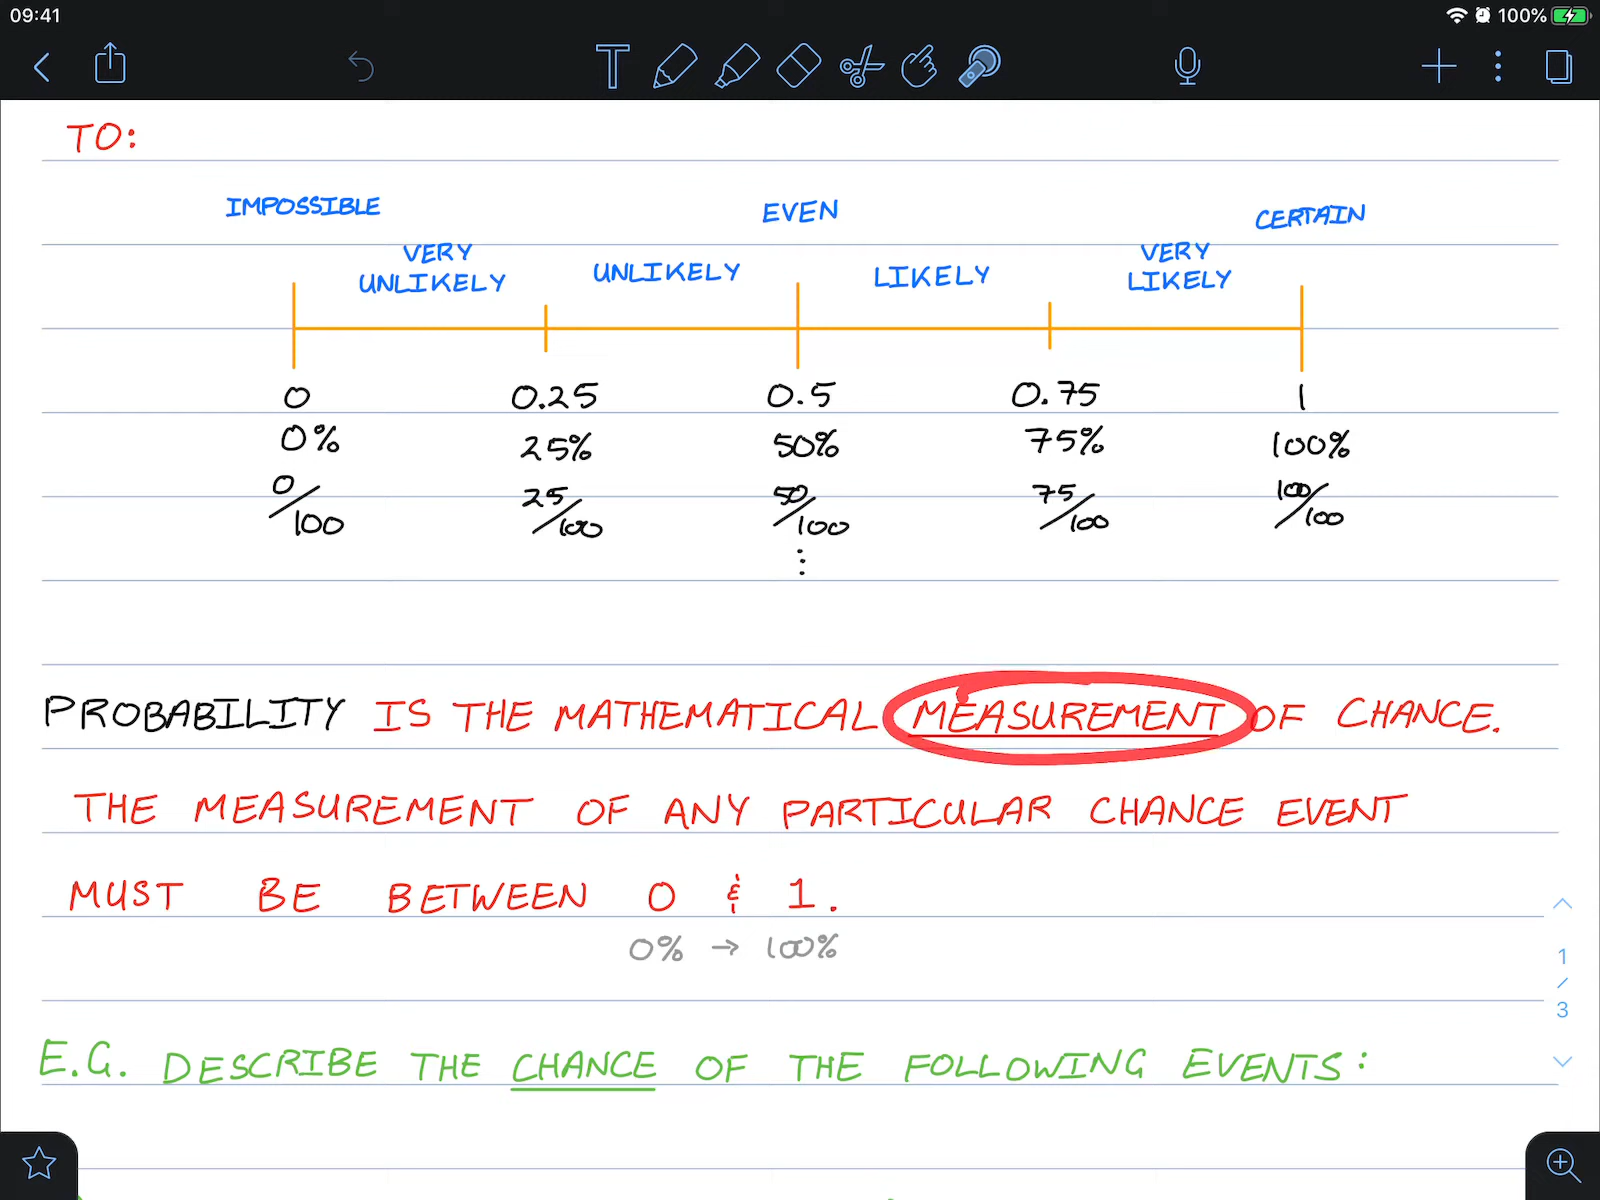 09:41
100%
T
TO:
IMPOSSIBLE EVEN CERTAIN
VERY UNLIKELY UNLIKELY LIKELY VERY LIKELY
0 0.25 0.5 0.75 1
0% 25% 50% 75% 100%
0/100 25/100 50/100 75/100 100/100
⋮
PROBABILITY IS THE MATHEMATICAL MEASUREMENT OF CHANCE.
THE MEASUREMENT OF ANY PARTICULAR CHANCE EVENT
MUST BE BETWEEN 0 & 1.
0% → 100%
1
/
3
E.G. DESCRIBE THE CHANCE OF THE FOLLOWING EVENTS: